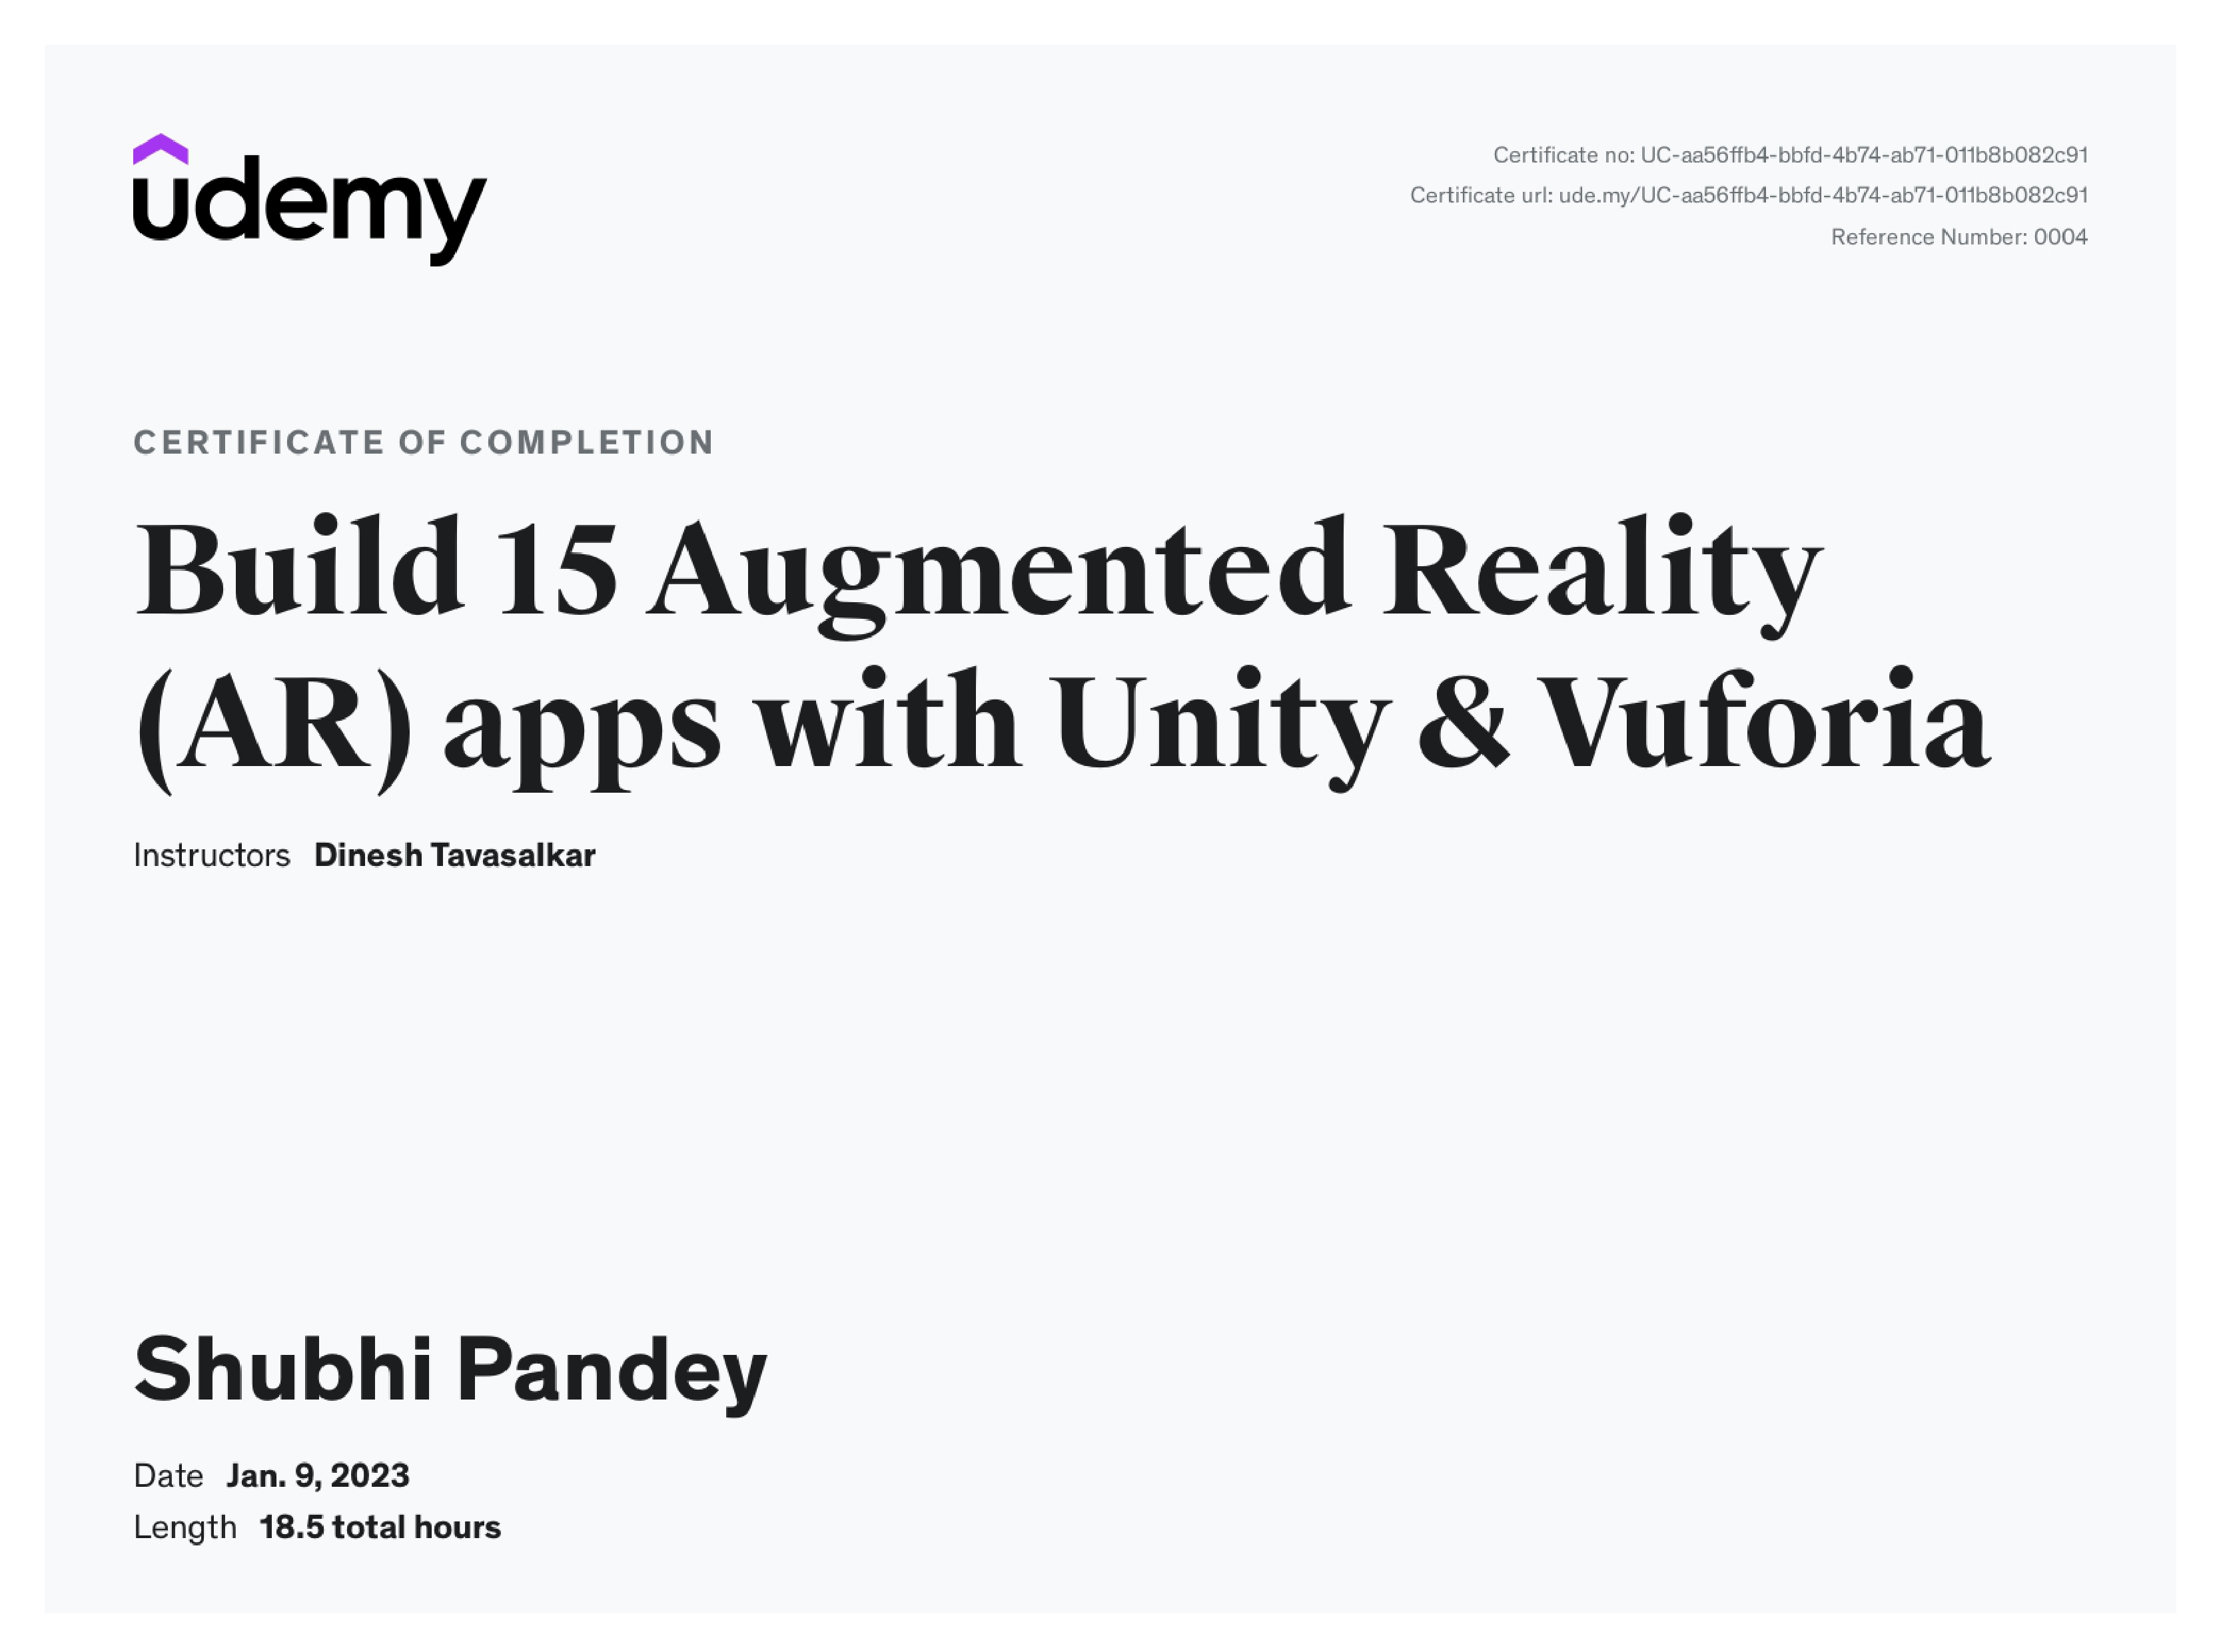 udemy
Certificate no: UC-aa56ffb4-bbfd-4b74-ab71-011b8b082c91
Certificate url: ude.my/UC-aa56ffb4-bbfd-4b74-ab71-011b8b082c91
Reference Number: 0004
CERTIFICATE OF COMPLETION
Build 15 Augmented Reality
(AR) apps with Unity & Vuforia
Instructors Dinesh Tavasalkar
Shubhi Pandey
Date Jan. 9, 2023
Length 18.5 total hours